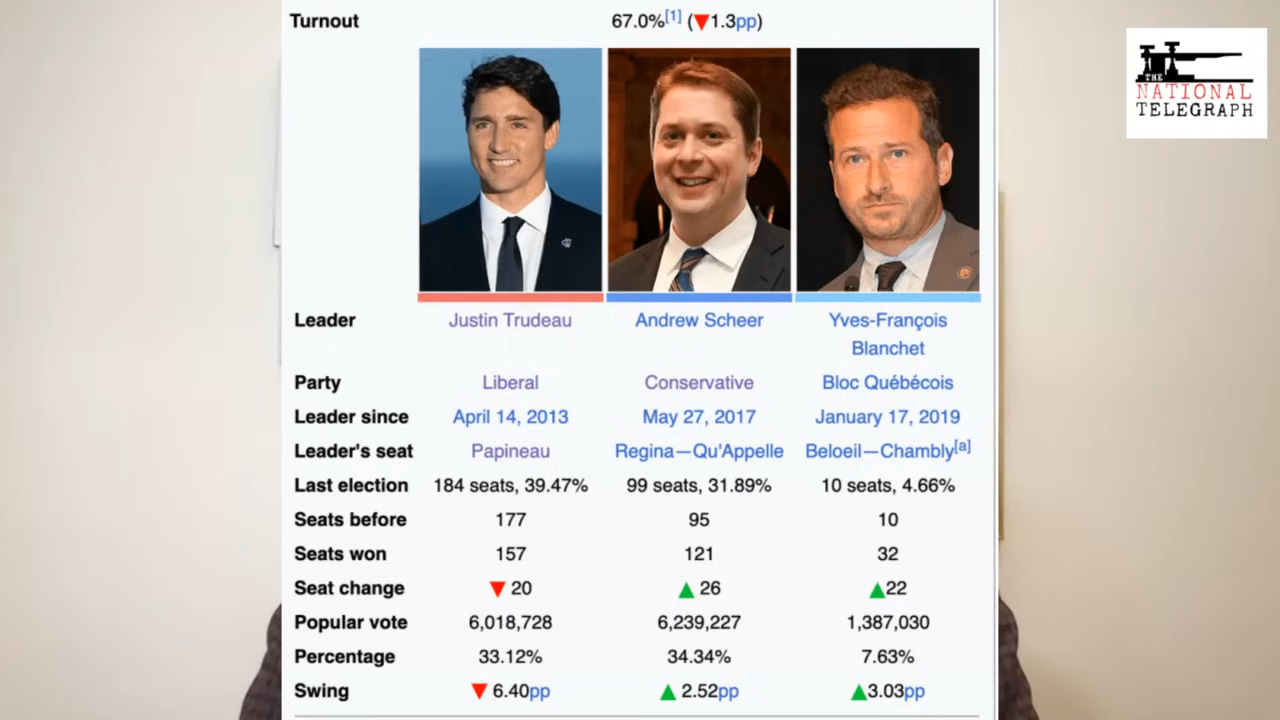 Turnout 67.0%[1] (▼1.3pp)
THE
NATIONAL
TELEGRAPH
Leader Justin Trudeau Andrew Scheer Yves-François
Blanchet
Party Liberal Conservative Bloc Québécois
Leader since April 14, 2013 May 27, 2017 January 17, 2019
Leader's seat Papineau Regina—Qu'Appelle Beloeil—Chambly[a]
Last election 184 seats, 39.47% 99 seats, 31.89% 10 seats, 4.66%
Seats before 177 95 10
Seats won 157 121 32
Seat change ▼ 20 ▲ 26 ▲22
Popular vote 6,018,728 6,239,227 1,387,030
Percentage 33.12% 34.34% 7.63%
Swing ▼ 6.40pp ▲ 2.52pp ▲3.03pp